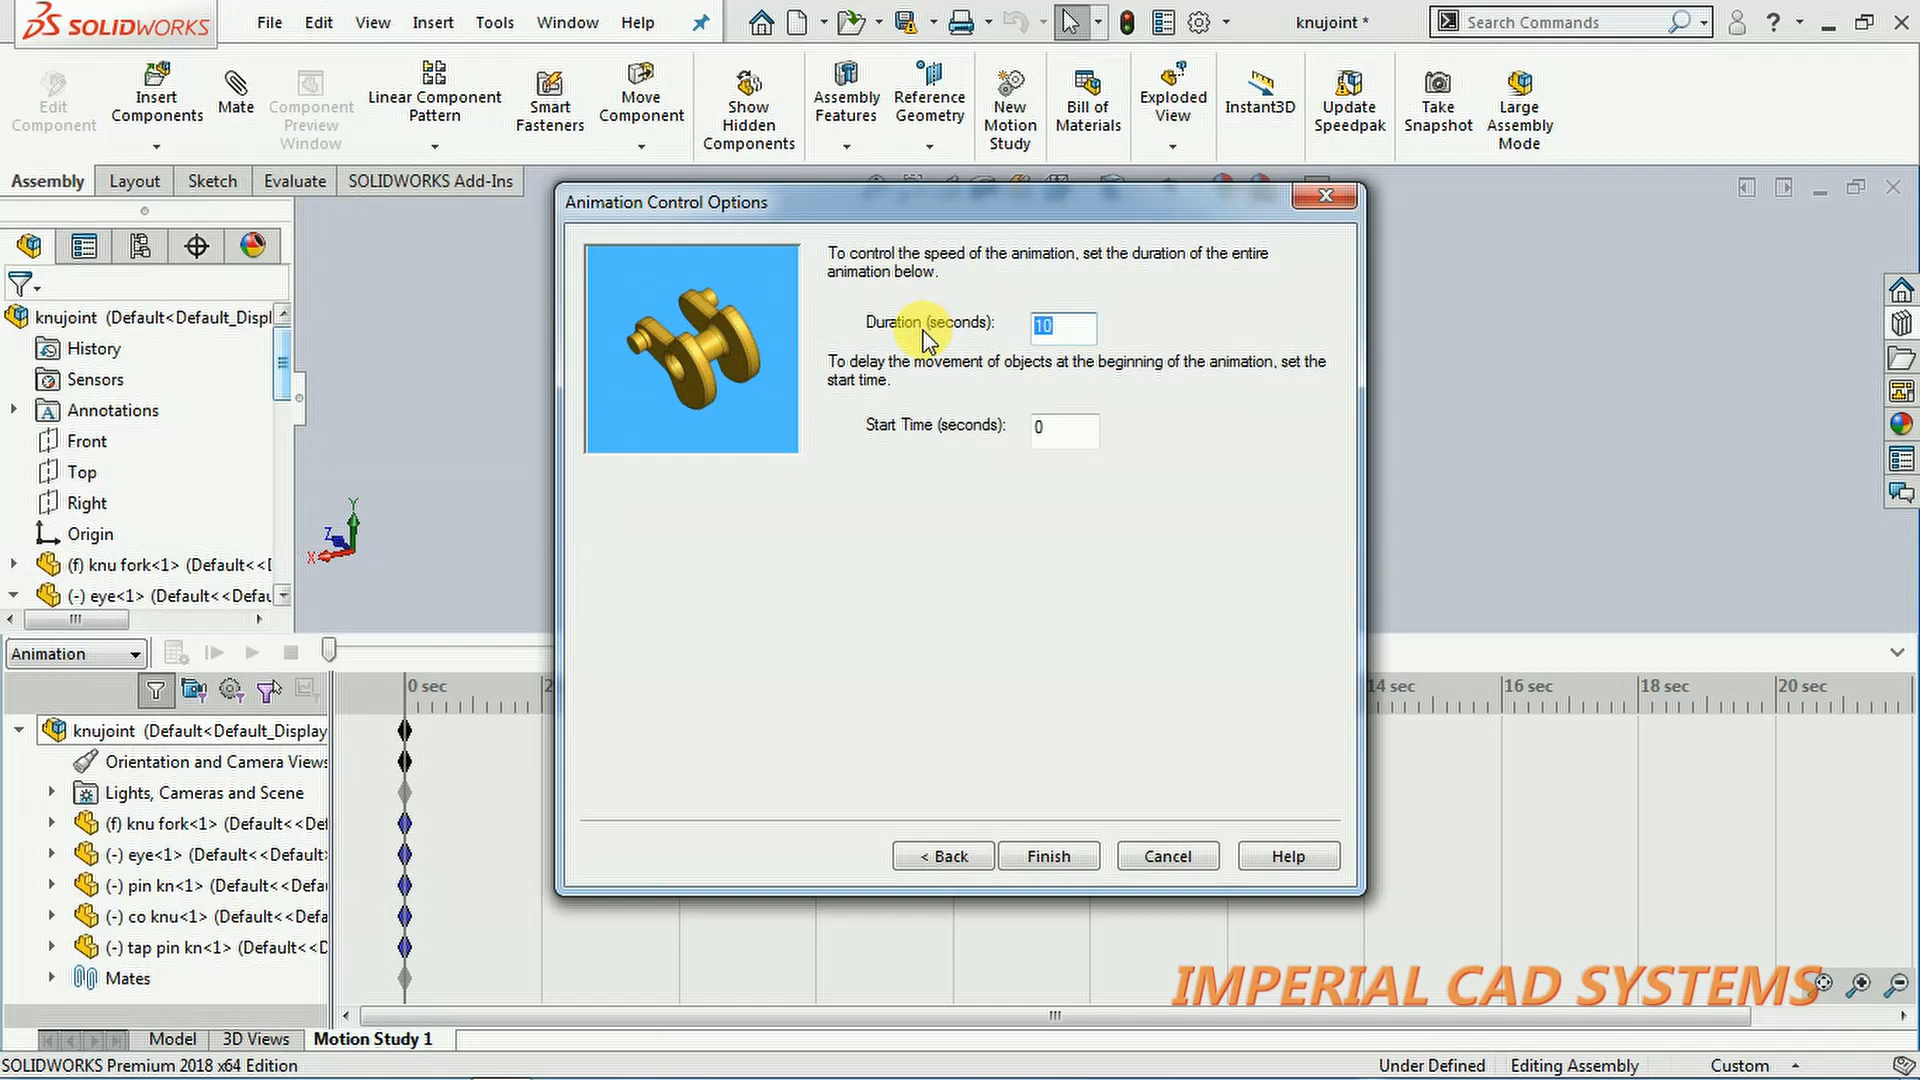 SOLIDWORKS File Edit View Insert Tools Window Help knujoint * Search Commands ?
Edit Component
Insert Components
Mate
Component Preview Window
Linear Component Pattern
Smart Fasteners
Move Component
Show Hidden Components
Assembly Features
Reference Geometry
New Motion Study
Bill of Materials
Exploded View
Instant3D
Update Speedpak
Take Snapshot
Large Assembly Mode
Assembly Layout Sketch Evaluate SOLIDWORKS Add-Ins
Animation Control Options
To control the speed of the animation, set the duration of the entire
animation below.
Duration (seconds): 10
To delay the movement of objects at the beginning of the animation, set the
start time.
Start Time (seconds): 0
< Back Finish Cancel Help
knujoint (Default<Default_Displ
History
Sensors
Annotations
Front
Top
Right
Origin
(f) knu fork<1> (Default<<D
(-) eye<1> (Default<<Defau
Y
Z
X
Animation
0 sec 2 14 sec 16 sec 18 sec 20 sec
knujoint (Default<Default_Display
Orientation and Camera Views
Lights, Cameras and Scene
(f) knu fork<1> (Default<<Def
(-) eye<1> (Default<<Default>
(-) pin kn<1> (Default<<Defau
(-) co knu<1> (Default<<Defa
(-) tap pin kn<1> (Default<<D
Mates
IMPERIAL CAD SYSTEMS
Model 3D Views Motion Study 1
SOLIDWORKS Premium 2018 x64 Edition Under Defined Editing Assembly Custom